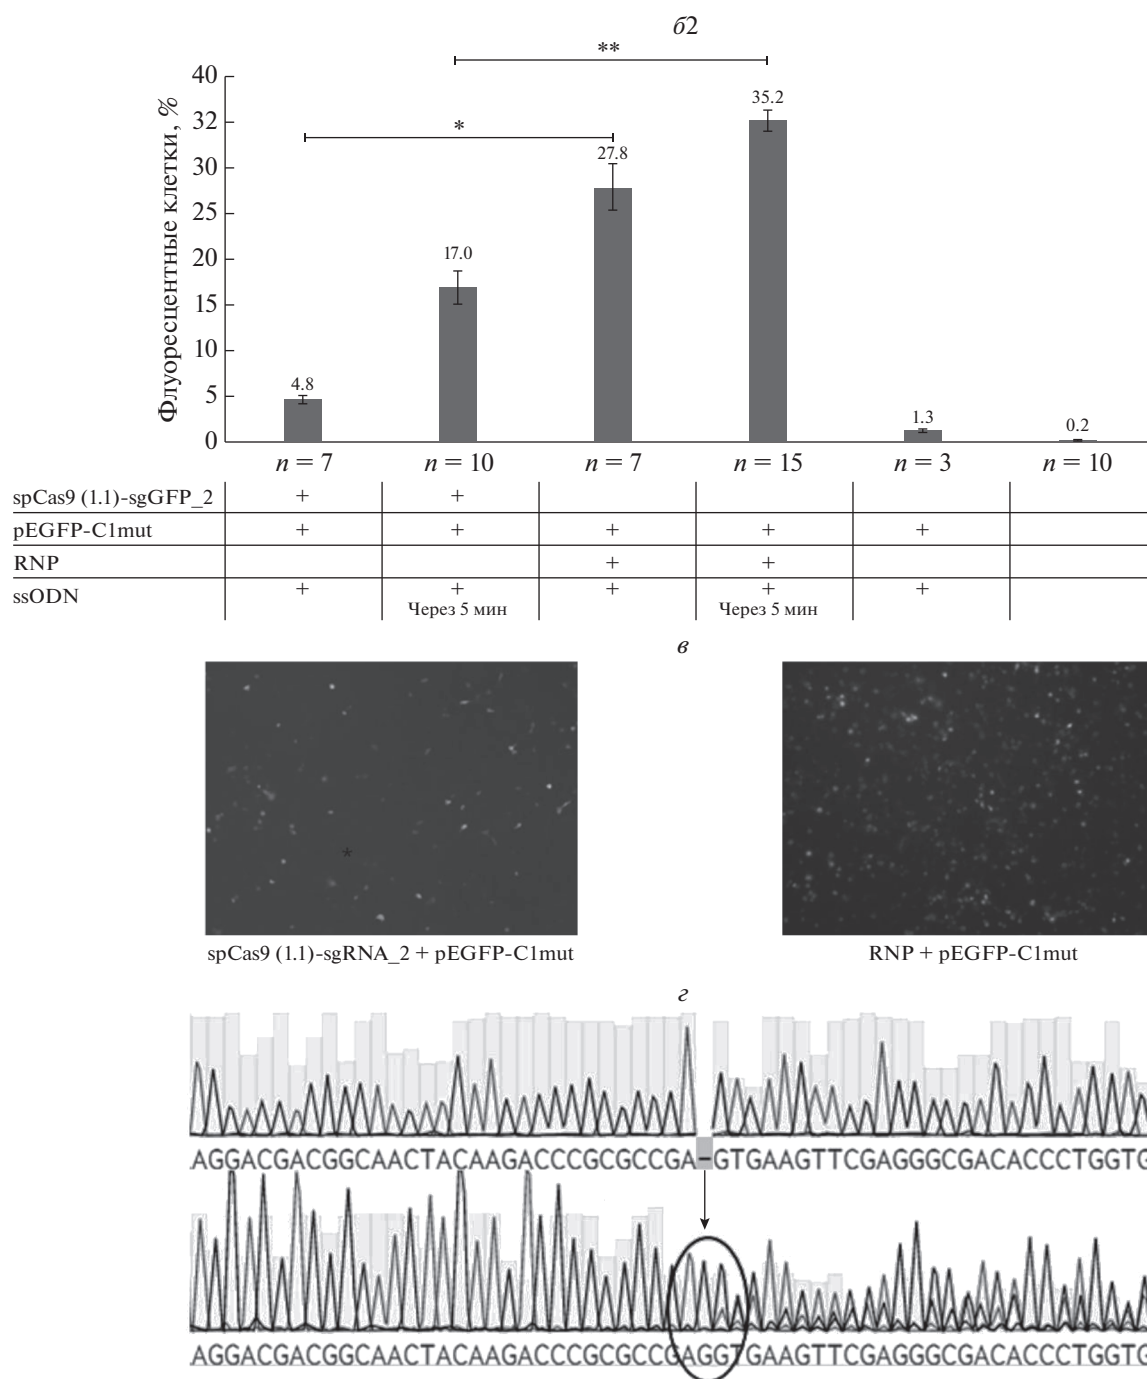 б2
**
40
35.2
32
*
27.8
30
25
17.0
20
15
10
4.8
5
1.3
0.2
0
Флуоресцентные клетки, %
n = 7 n = 10 n = 7 n = 15 n = 3 n = 10
spCas9 (1.1)-sgGFP_2 + +
pEGFP-C1mut + + + + +
RNP + +
ssODN + + + + +
Через 5 мин Через 5 мин
в
*
spCas9 (1.1)-sgRNA_2 + pEGFP-C1mut RNP + pEGFP-C1mut
г
AGGACGACGGCAACTACAAGACCCGCGCCGA–GTGAAGTTCGAGGGCGACACCCTGGTG
AGGACGACGGCAACTACAAGACCCGCGCCGAGGTGAAGTTCGAGGGCGACACCCTGGTG